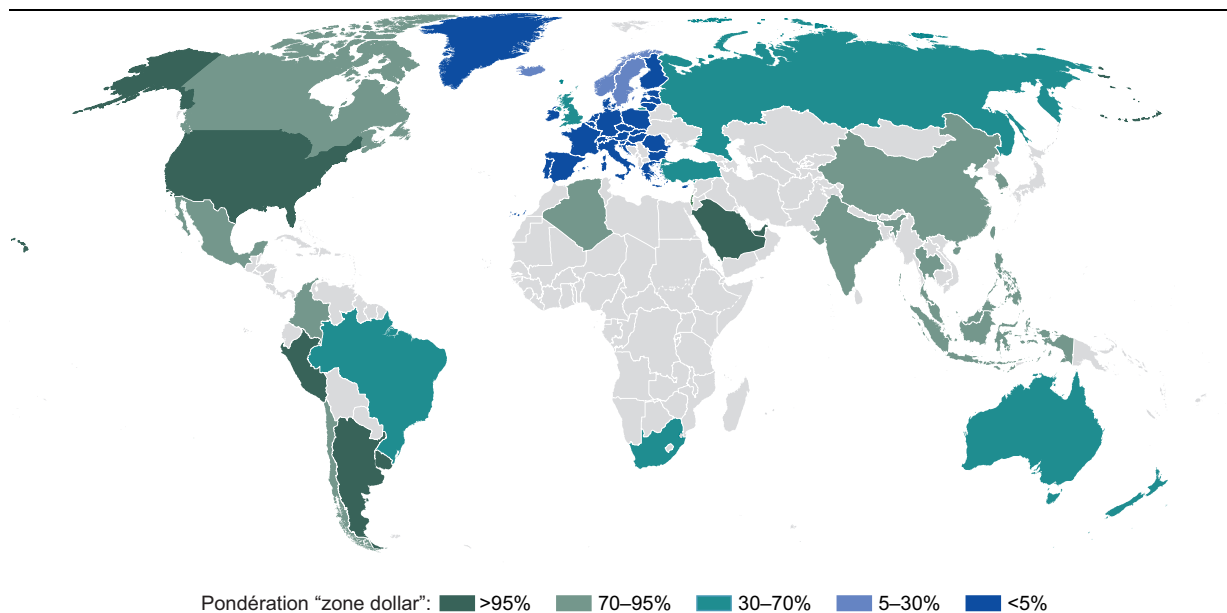 Pondération “zone dollar”: >95% 70–95% 30–70% 5–30% <5%